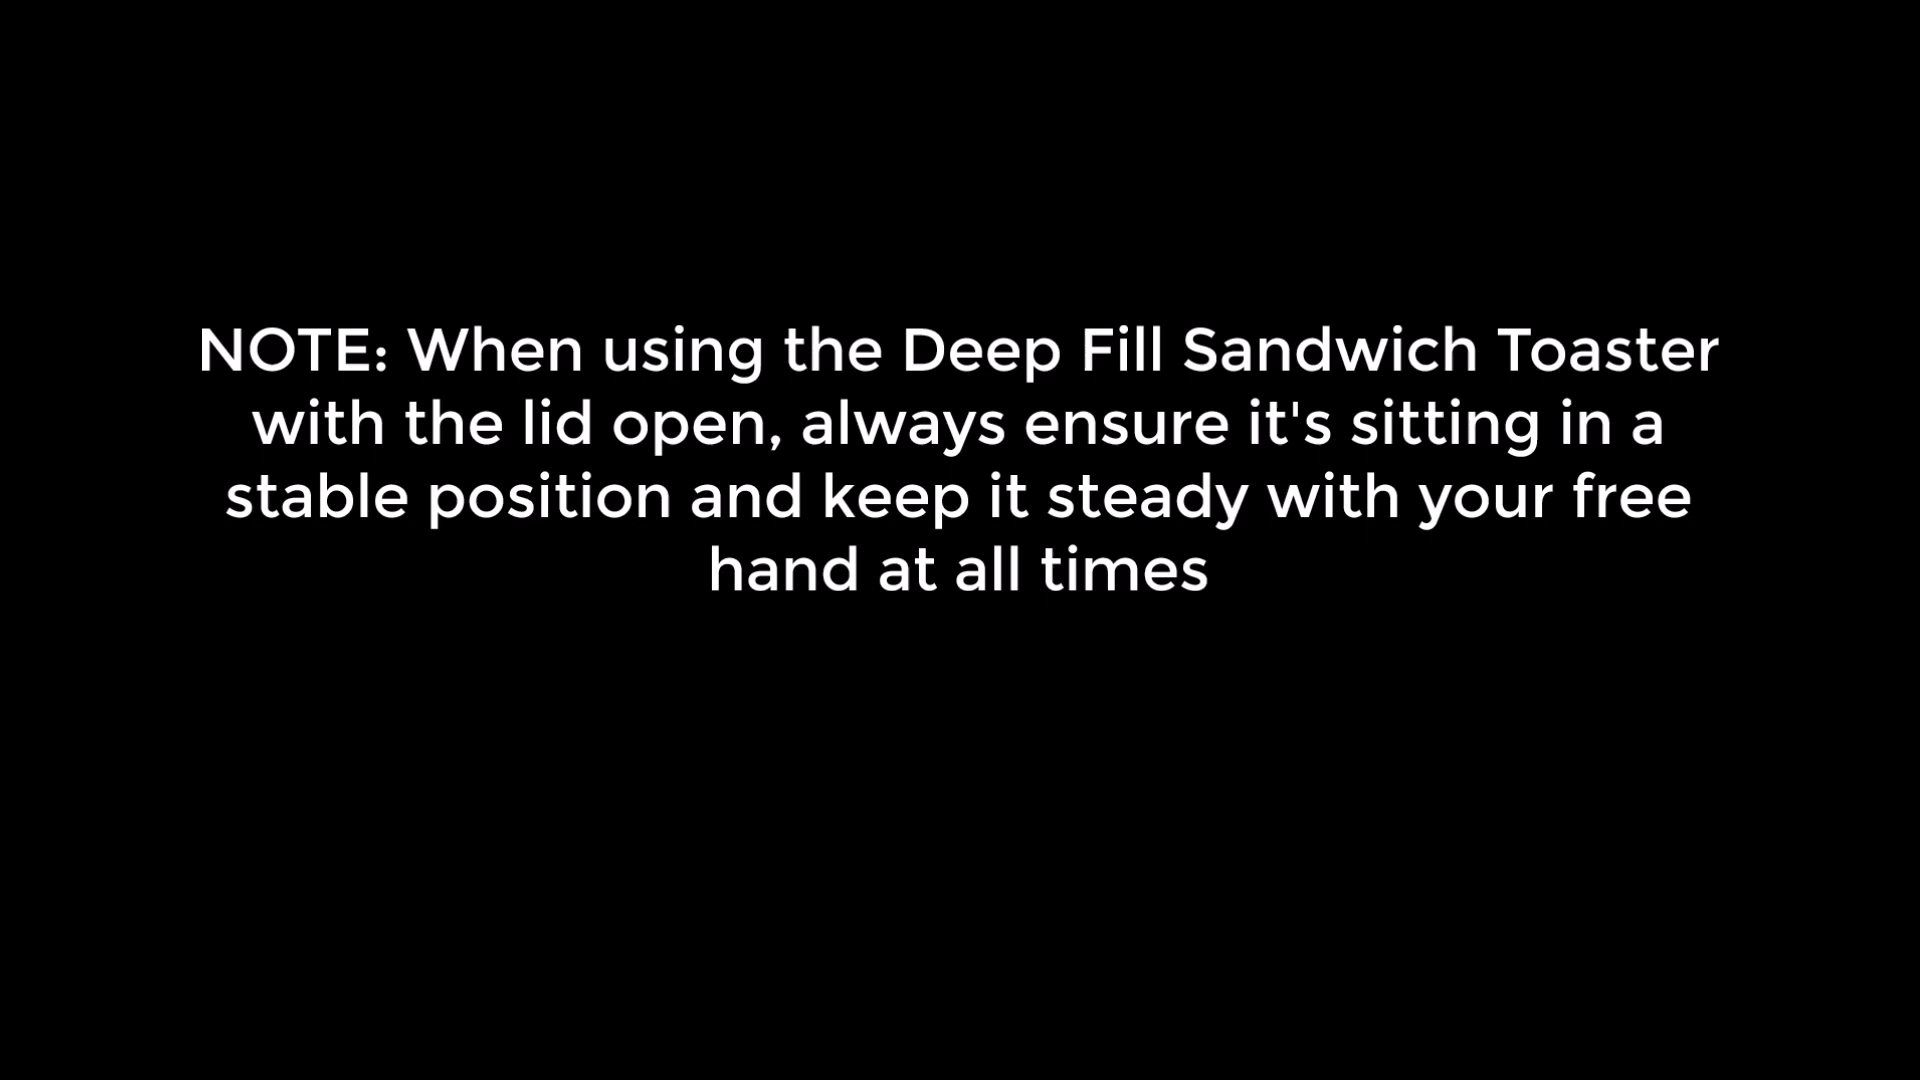 NOTE: When using the Deep Fill Sandwich Toaster
with the lid open, always ensure it's sitting in a
stable position and keep it steady with your free
hand at all times